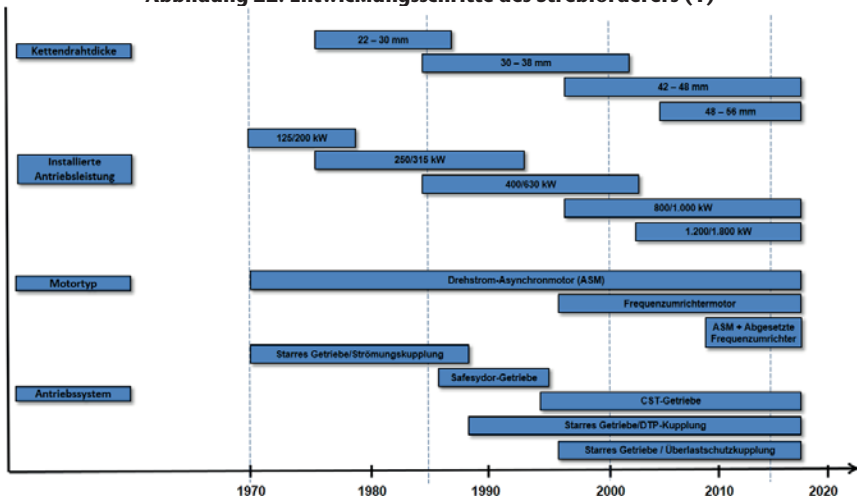 Abbildung 22: Entwicklungsschritte des Strebförderers (1)
Kettendrahtdicke
22 – 30 mm
30 – 38 mm
42 – 48 mm
48 – 56 mm
Installierte
Antriebsleistung
125/200 kW
250/315 kW
400/630 kW
800/1.000 kW
1.200/1.800 kW
Motortyp
Drehstrom-Asynchronmotor (ASM)
Frequenzumrichtermotor
ASM + Abgesetzte
Frequenzumrichter
Antriebssystem
Starres Getriebe/Strömungskupplung
Safesydor-Getriebe
CST-Getriebe
Starres Getriebe/DTP-Kupplung
Starres Getriebe / Überlastschutzkupplung
1970 1980 1990 2000 2010 2020